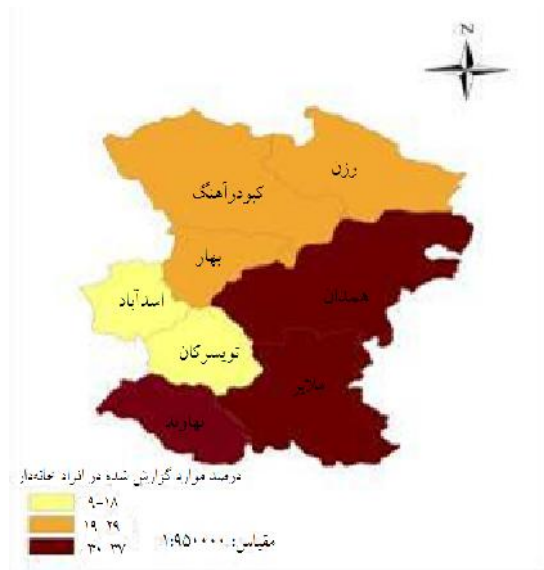 N
رزن
کبودرآهنگ
بهار
همدان
اسدآباد
تویسرکان
ملایر
نهاوند
درصد موارد گزارش شده در افراد خانه‌دار
۹-۱۸
۱۹-۲۹
۳۰-۳۷
مقیاس: ۱:۹۵۰۰۰۰